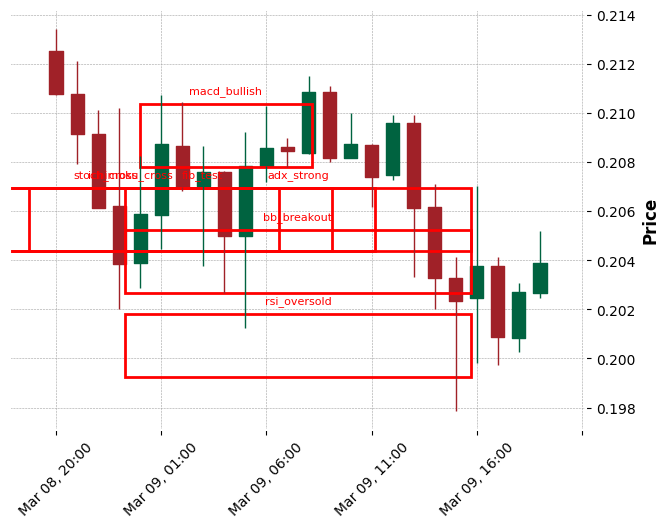 0.214
0.212
0.210
0.208
0.206
0.204
0.202
0.200
0.198
Price
macd_bullish
adx_strong
bb_breakout
rsi_oversold
Mar 08, 20:00
Mar 09, 01:00
Mar 09, 06:00
Mar 09, 11:00
Mar 09, 16:00